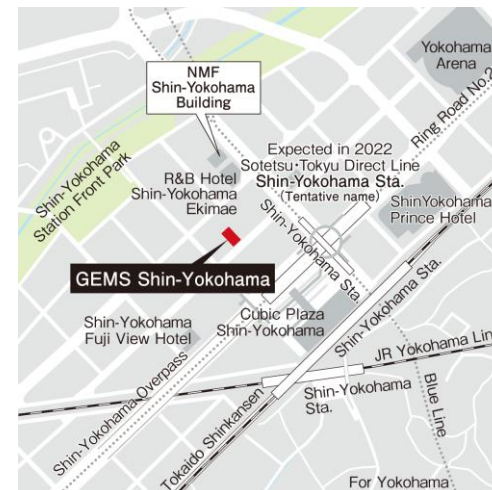 Yokohama
Arena
NMF
Shin-Yokohama
Building
Ring Road No.2
Expected in 2022
Sotetsu･Tokyu Direct Line
Shin-Yokohama Sta.
(Tentative name)
Shin-Yokohama
Station Front Park
R&B Hotel
Shin-Yokohama
Ekimae
ShinYokohama
Prince Hotel
Shin-Yokohama Sta.
GEMS Shin-Yokohama
Cubic Plaza
Shin-Yokohama
Shin-Yokohama Sta.
Shin-Yokohama
Fuji View Hotel
JR Yokohama Lin
Shin-Yokohama
Sta.
Shin-Yokohama Overpass
Tokaido Shinkansen
Blue Line
For Yokohama